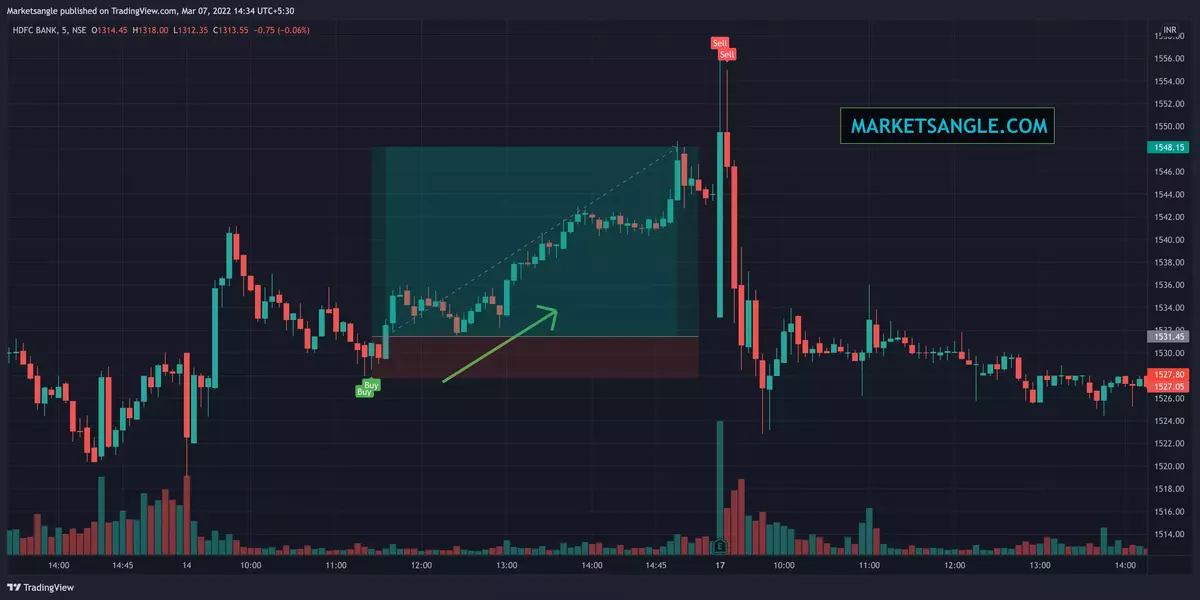 Marketsangle published on TradingView.com, Mar 07, 2022 14:34 UTC+5:30
HDFC BANK, 5, NSE O1314.45 H1318.00 L1312.35 C1313.55 -0.75 (-0.06%)
INR
Sell
Sell
1556.00
1554.00
1552.00
MARKETSANGLE.COM
1550.00
1548.15
1546.00
1544.00
1542.00
1540.00
1538.00
1536.00
1534.00
1531.45
1530.00
1527.80
Buy
1527.05
Buy
1526.00
1524.00
1522.00
1520.00
1518.00
1516.00
1514.00
E
14:00 14:45 14 10:00 11:00 12:00 13:00 14:00 14:45 17 10:00 11:00 12:00 13:00 14:00
TradingView